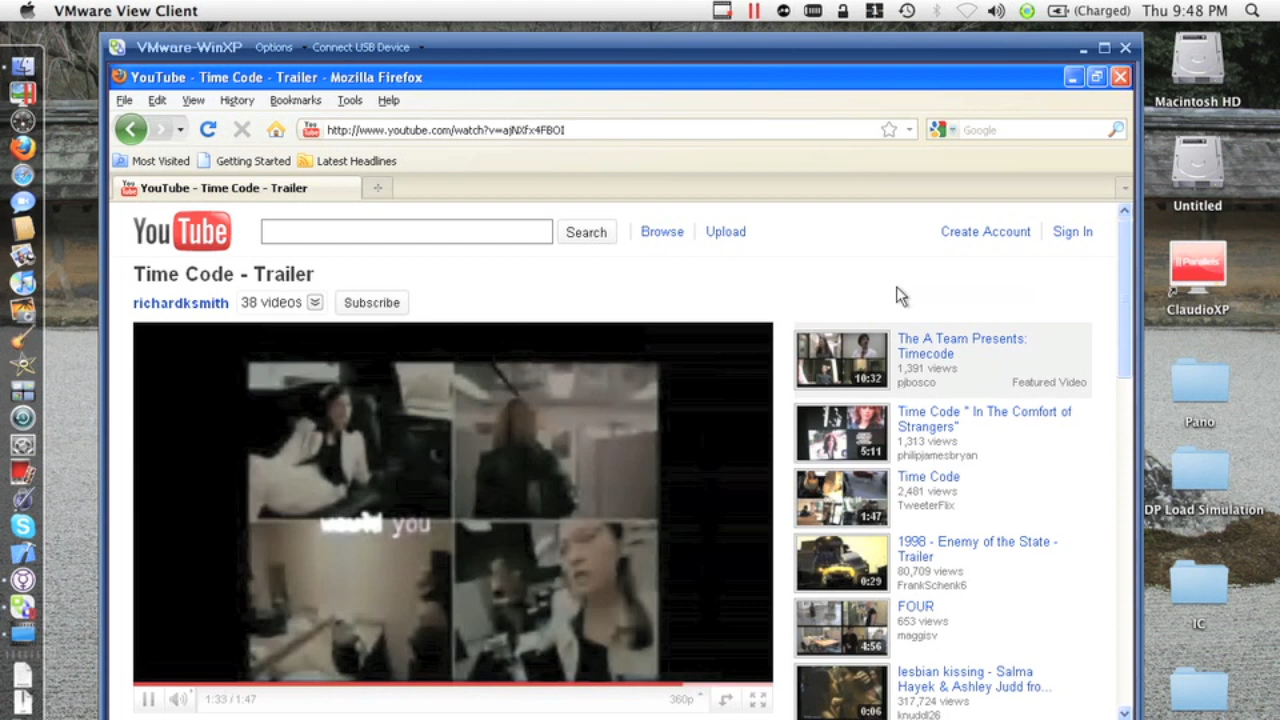 VMware View Client
(Charged) Thu 9:48 PM
VMware-WinXP Options Connect USB Device
YouTube - Time Code - Trailer - Mozilla Firefox
File Edit View History Bookmarks Tools Help
You Tube http://www.youtube.com/watch?v=ajNXfx4FBOI
Google
Most Visited Getting Started Latest Headlines
You Tube YouTube - Time Code - Trailer
YouTube
Search Browse Upload
Create Account Sign In
Time Code - Trailer
richardksmith 38 videos Subscribe
would you
1:33 / 1:47
360p
10:32
The A Team Presents:
Timecode
1,391 views
pjbosco Featured Video
5:11
Time Code " In The Comfort of
Strangers"
1,313 views
philipjamesbryan
1:47
Time Code
2,481 views
TweeterFlix
0:29
1998 - Enemy of the State -
Trailer
80,709 views
FrankSchenk6
4:56
FOUR
653 views
maggisv
0:06
lesbian kissing - Salma
Hayek & Ashley Judd fro...
317,724 views
knuddl26
Macintosh HD
Untitled
Parallels
ClaudioXP
Pano
DP Load Simulation
IC